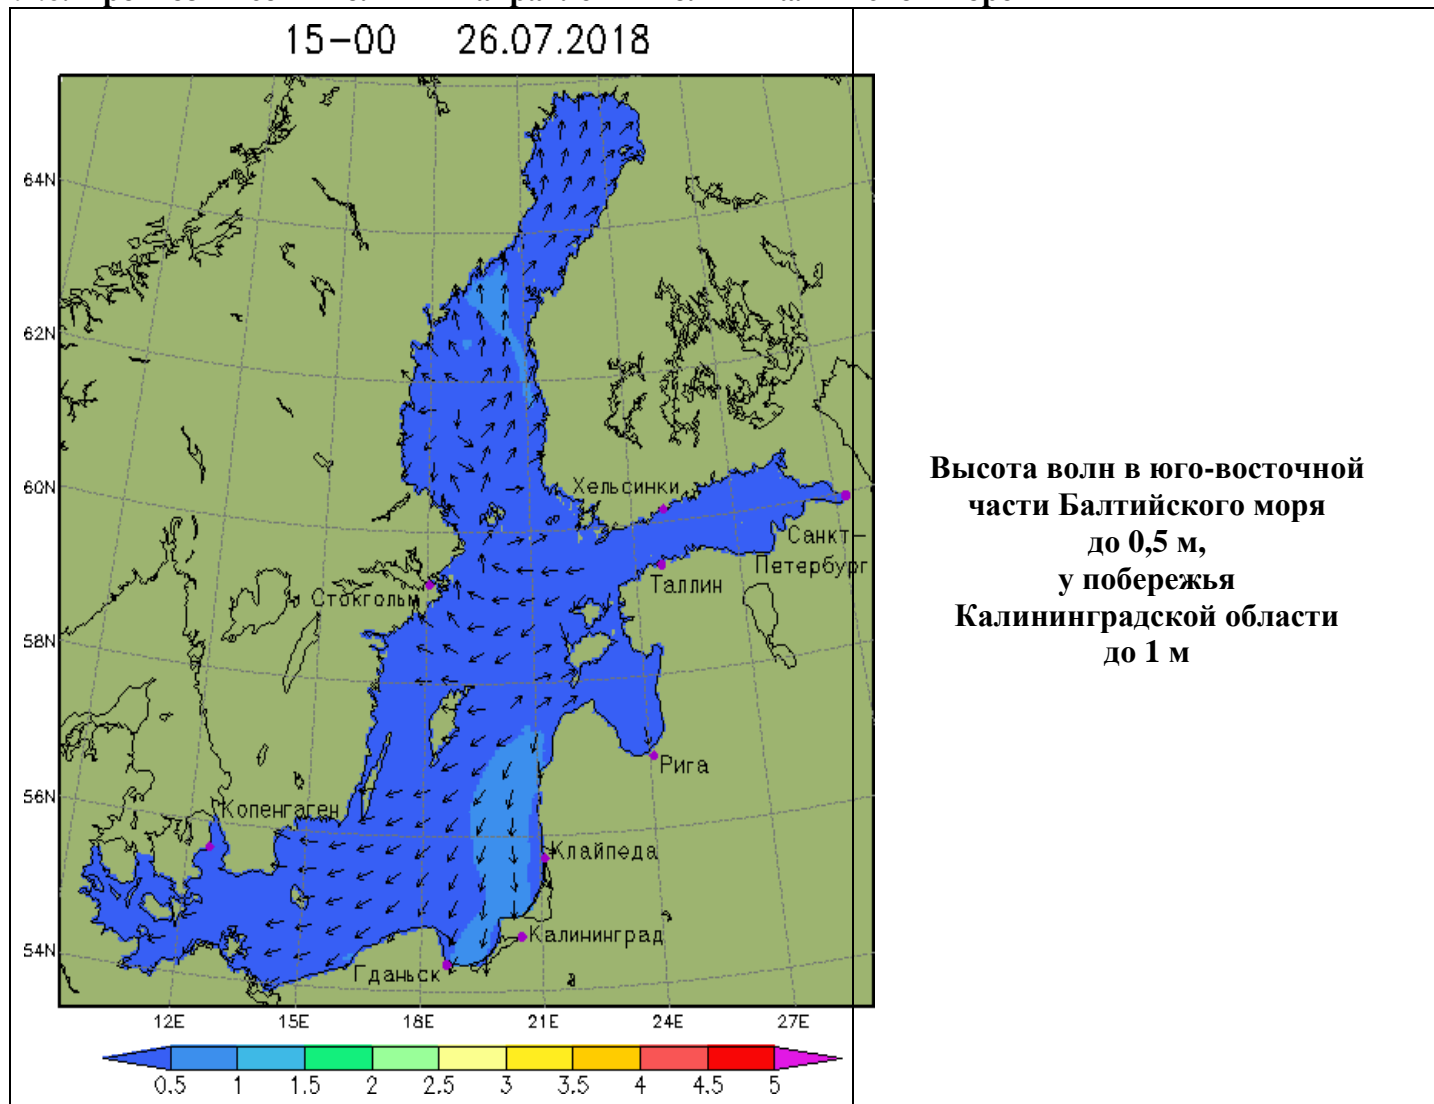 15-00 26.07.2018
64N
62N
60N
58N
56N
54N
Хельсинки
Санкт-
Петербург
Таллин
Стокгольм
Рига
Копенгаген
Клайпеда
Калининград
Гданьск
12E 15E 18E 21E 24E 27E
0.5 1 1.5 2 2.5 3 3.5 4 4.5 5
Высота волн в юго-восточной
части Балтийского моря
до 0,5 м,
у побережья
Калининградской области
до 1 м